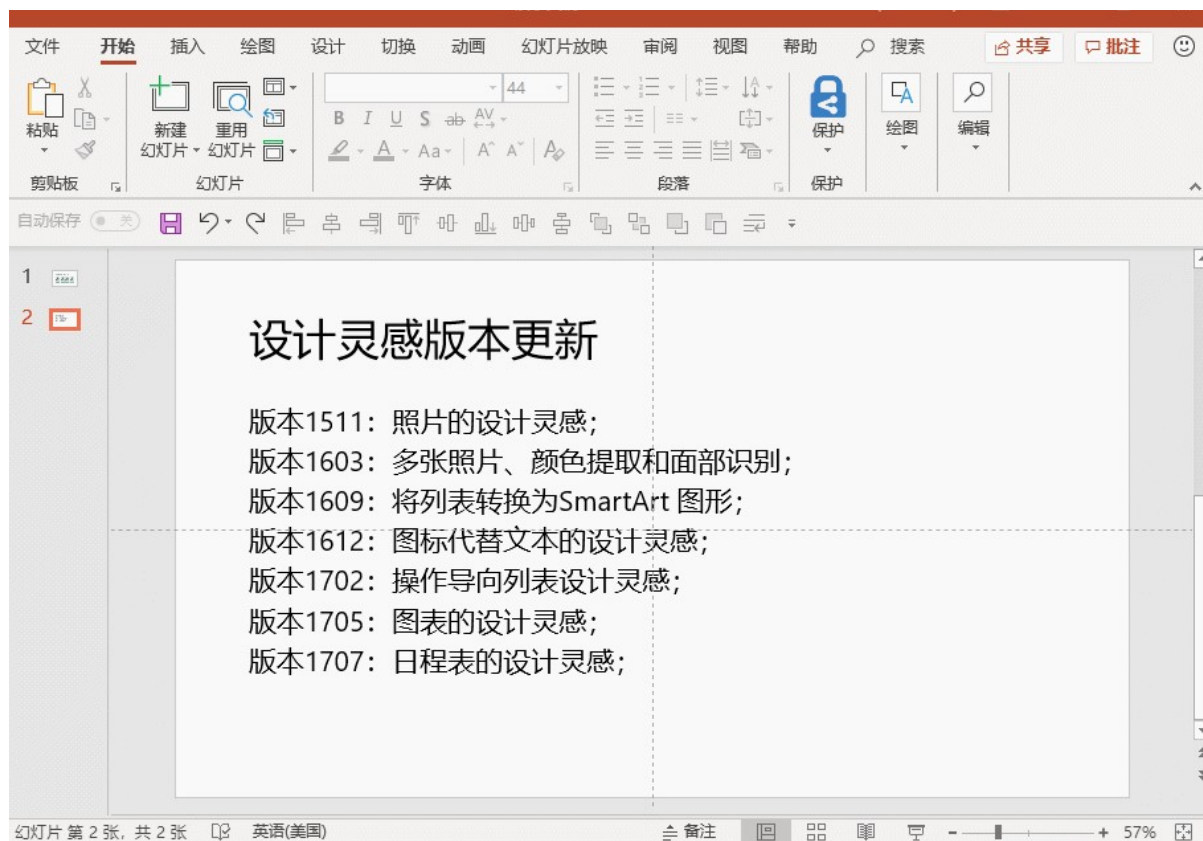 文件 开始 插入 绘图 设计 切换 动画 幻灯片放映 审阅 视图 帮助 搜索 共享 批注
44
粘贴 新建 幻灯片 重用 幻灯片 B I U S ab AV A Aa A A A 保护 绘图 编辑
剪贴板 幻灯片 字体 段落 保护
自动保存 关
1
2
设计灵感版本更新
版本1511：照片的设计灵感；
版本1603：多张照片、颜色提取和面部识别；
版本1609：将列表转换为SmartArt 图形；
版本1612：图标代替文本的设计灵感；
版本1702：操作导向列表设计灵感；
版本1705：图表的设计灵感；
版本1707：日程表的设计灵感；
幻灯片 第 2 张，共 2 张 英语(美国) 备注 57%